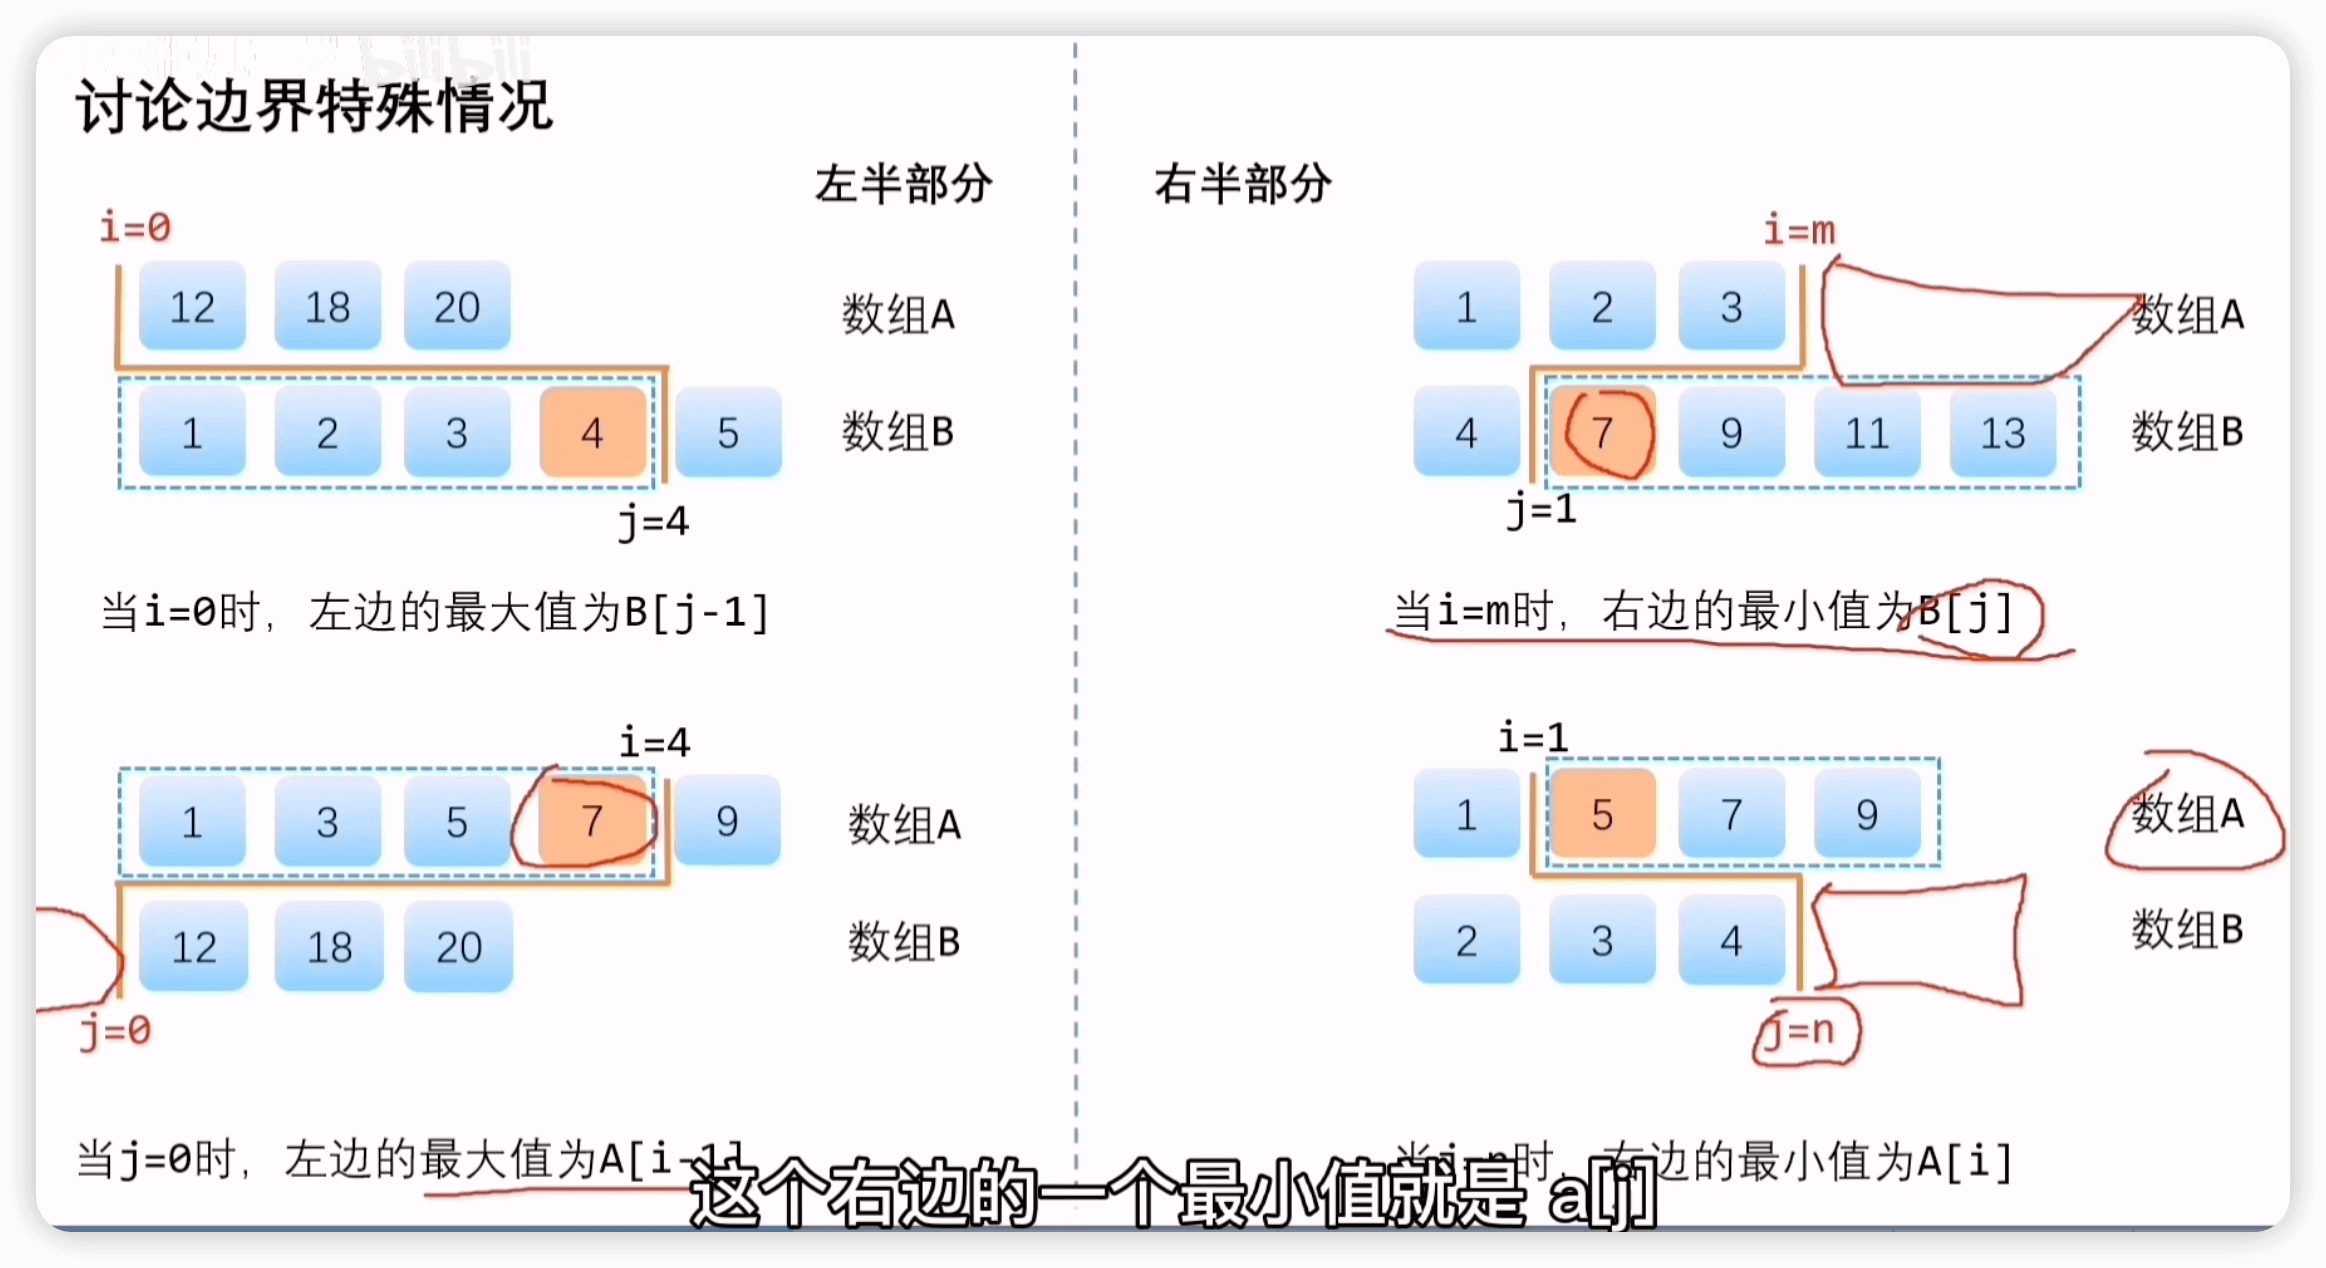 bilibili
讨论边界特殊情况
左半部分
i=0
12 18 20 数组A
1 2 3 4 5 数组B
j=4
当i=0时，左边的最大值为B[j-1]
i=4
1 3 5 7 9 数组A
12 18 20 数组B
j=0
当j=0时，左边的最大值为A[i-1]
右半部分
i=m
1 2 3 数组A
4 7 9 11 13 数组B
j=1
当i=m时，右边的最小值为B[j]
i=1
1 5 7 9 数组A
2 3 4 数组B
j=n
当j=n时，右边的最小值为A[i]
这个右边的一个最小值就是 a[j]